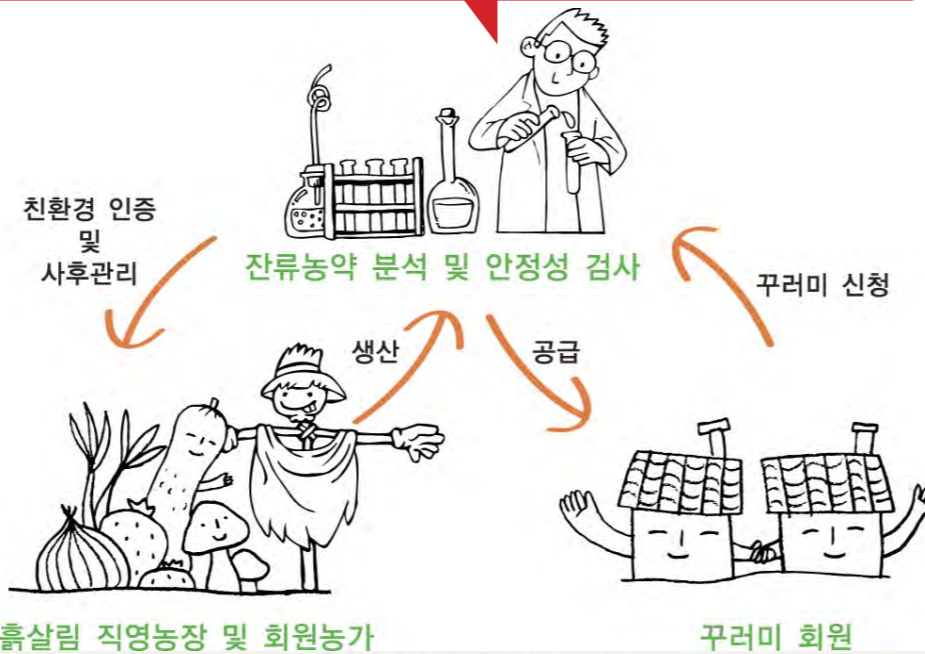 친환경 인증
및
사후관리
잔류농약 분석 및 안정성 검사
꾸러미 신청
생산
공급
흙살림 직영농장 및 회원농가
꾸러미 회원